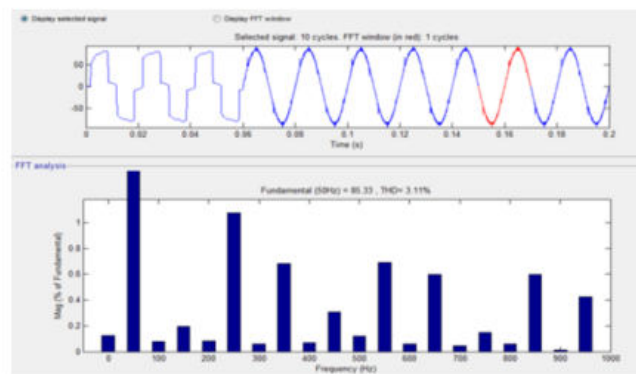 Display selected signal Display FFT window
Selected signal: 10 cycles. FFT window (in red): 1 cycles
50
0
-50
0 0.02 0.04 0.06 0.08 0.1 0.12 0.14 0.16 0.18 0.2
Time (s)
FFT analysis
Fundamental (50Hz) = 85.33 , THD= 3.11%
Mag (% of Fundamental)
1
0.8
0.6
0.4
0.2
0
0 100 200 300 400 500 600 700 800 900 1000
Frequency (Hz)